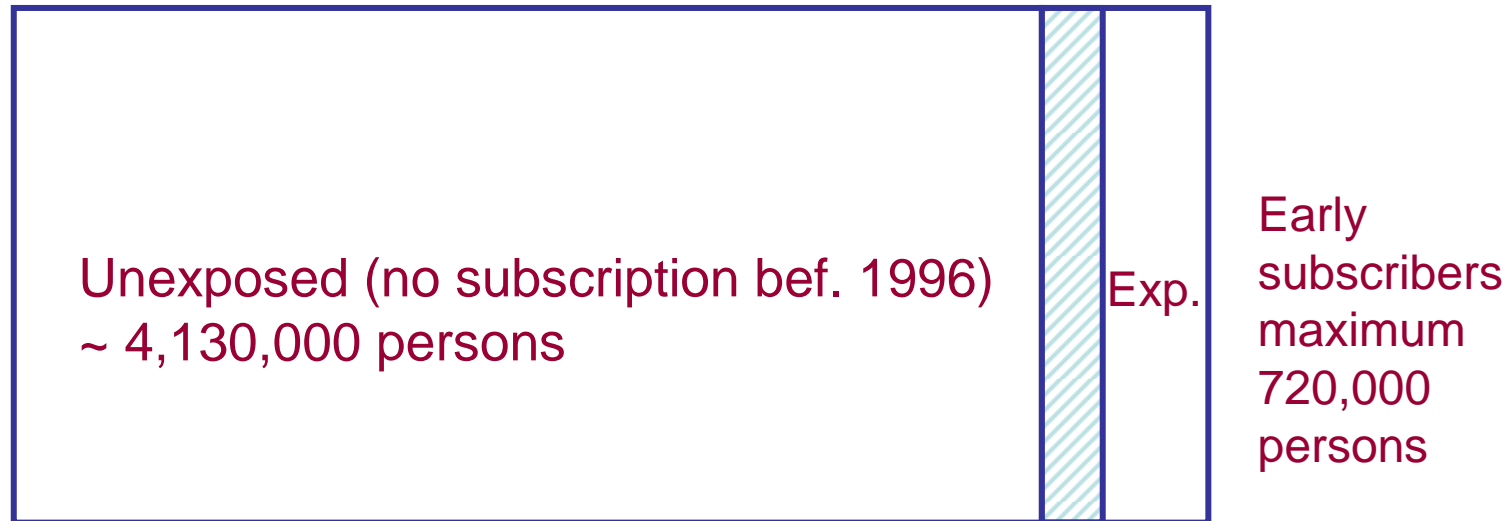 Unexposed (no subscription bef. 1996)
~ 4,130,000 persons
Exp.
Early
subscribers
maximum
720,000
persons